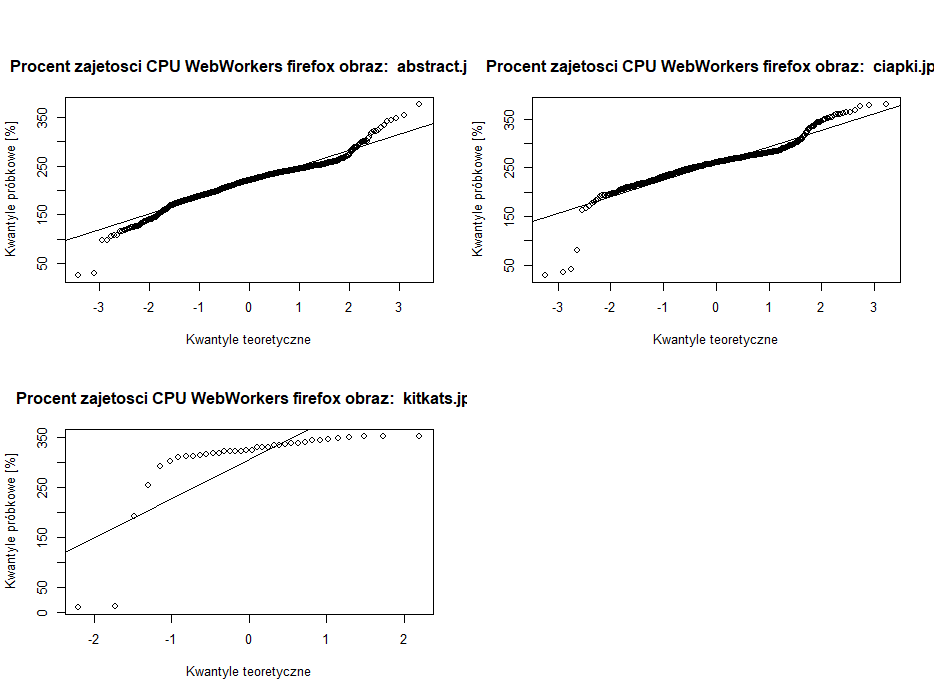 Procent zajetosci CPU WebWorkers firefox obraz:  abstract.j
Kwantyle próbkowe [%]
50 150 250 350
-3 -2 -1 0 1 2 3
Kwantyle teoretyczne
Procent zajetosci CPU WebWorkers firefox obraz:  ciapki.jp
Kwantyle próbkowe [%]
50 150 250 350
-3 -2 -1 0 1 2 3
Kwantyle teoretyczne
Procent zajetosci CPU WebWorkers firefox obraz:  kitkats.jp
Kwantyle próbkowe [%]
0 50 150 250 350
-2 -1 0 1 2
Kwantyle teoretyczne